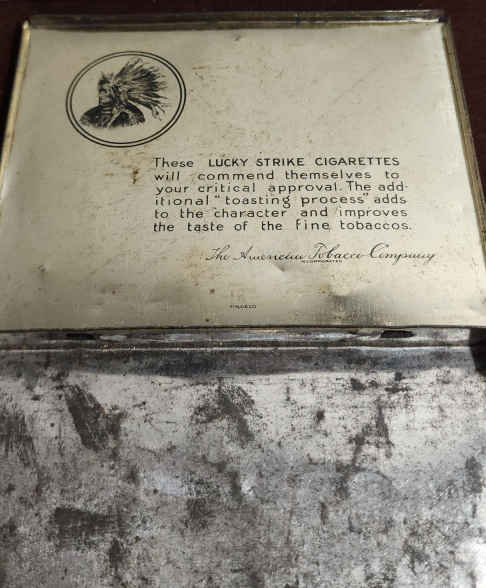 These LUCKY STRIKE CIGARETTES
will commend themselves to
your critical approval. The add-
itional "toasting process" adds
to the character and improves
the taste of the fine tobaccos.
The American Tobacco Company
INCORPORATED